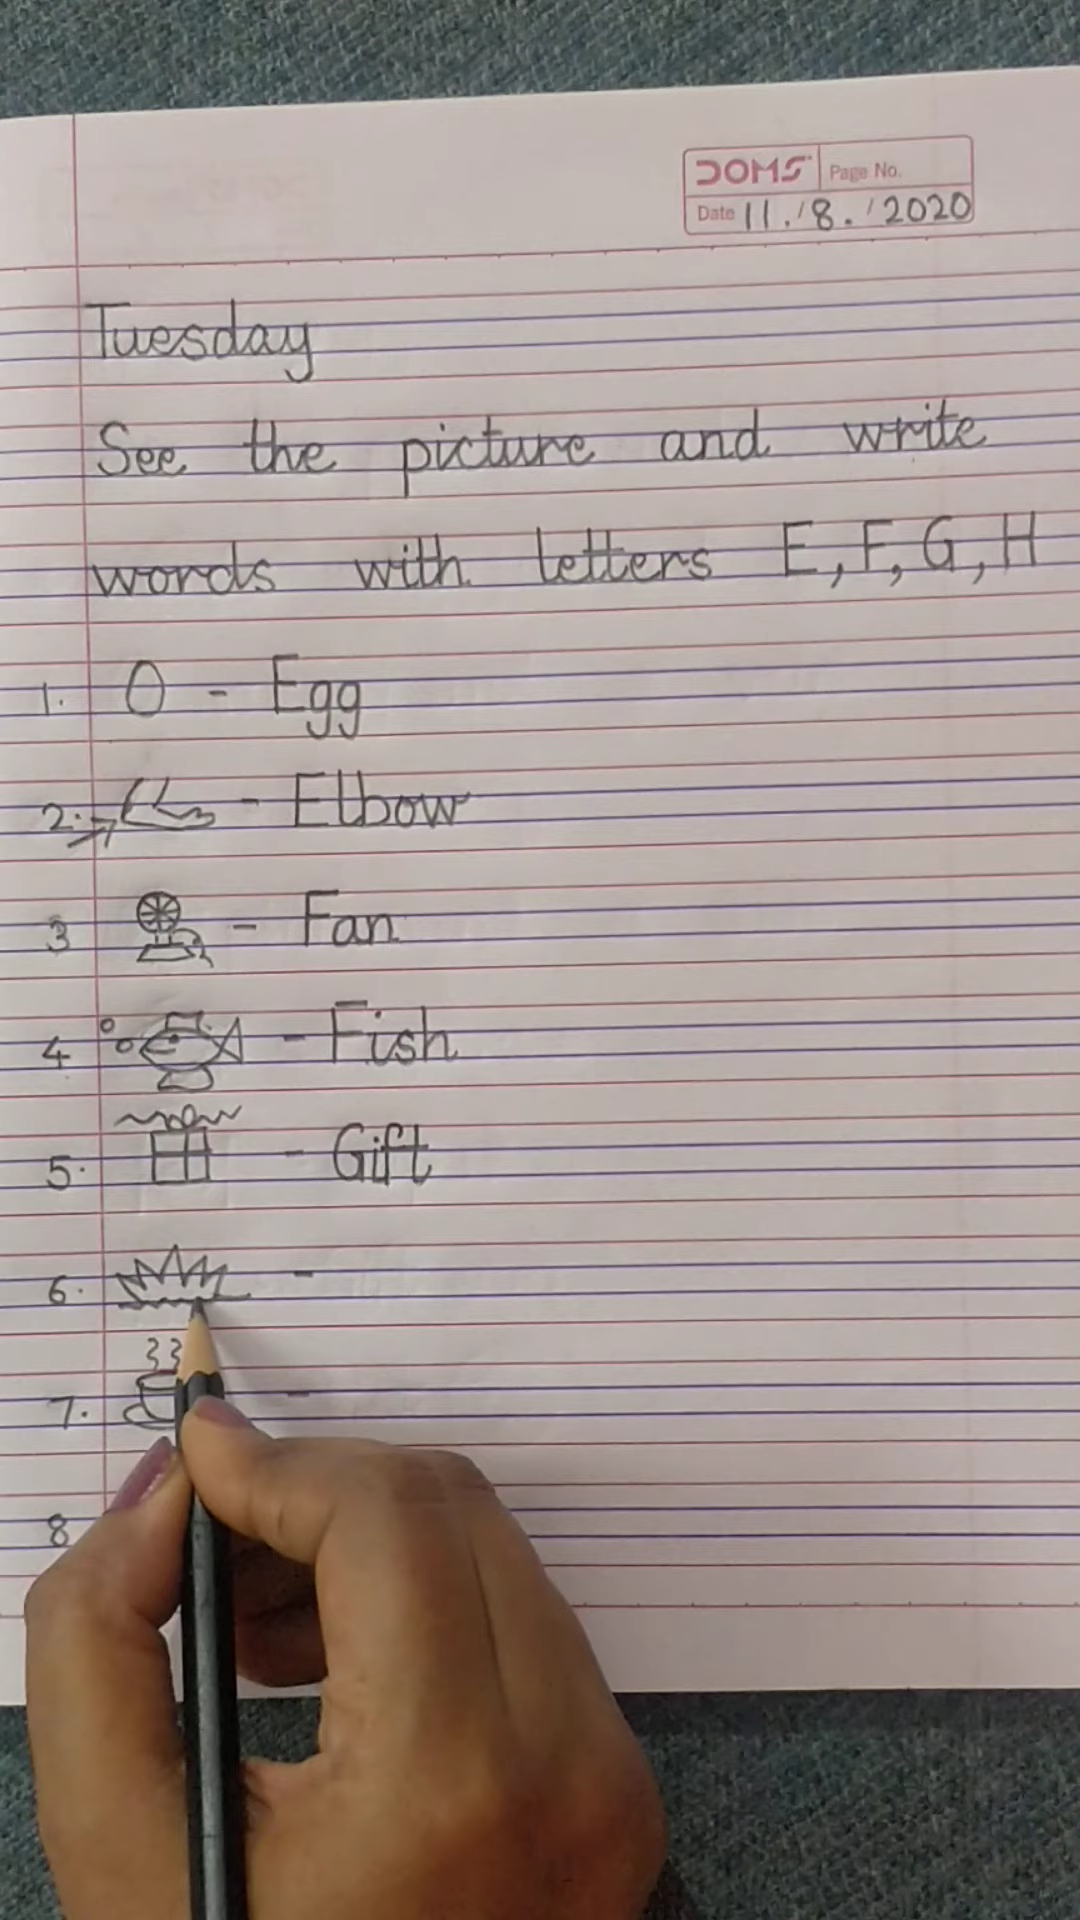 DOMS Page No.
Date 11./8./2020
Tuesday
See the picture and write
words with letters E, F, G, H
1. - Egg
2. - Elbow
3 - Fan
4 - Fish
5. - Gift
6. -
7. -
8